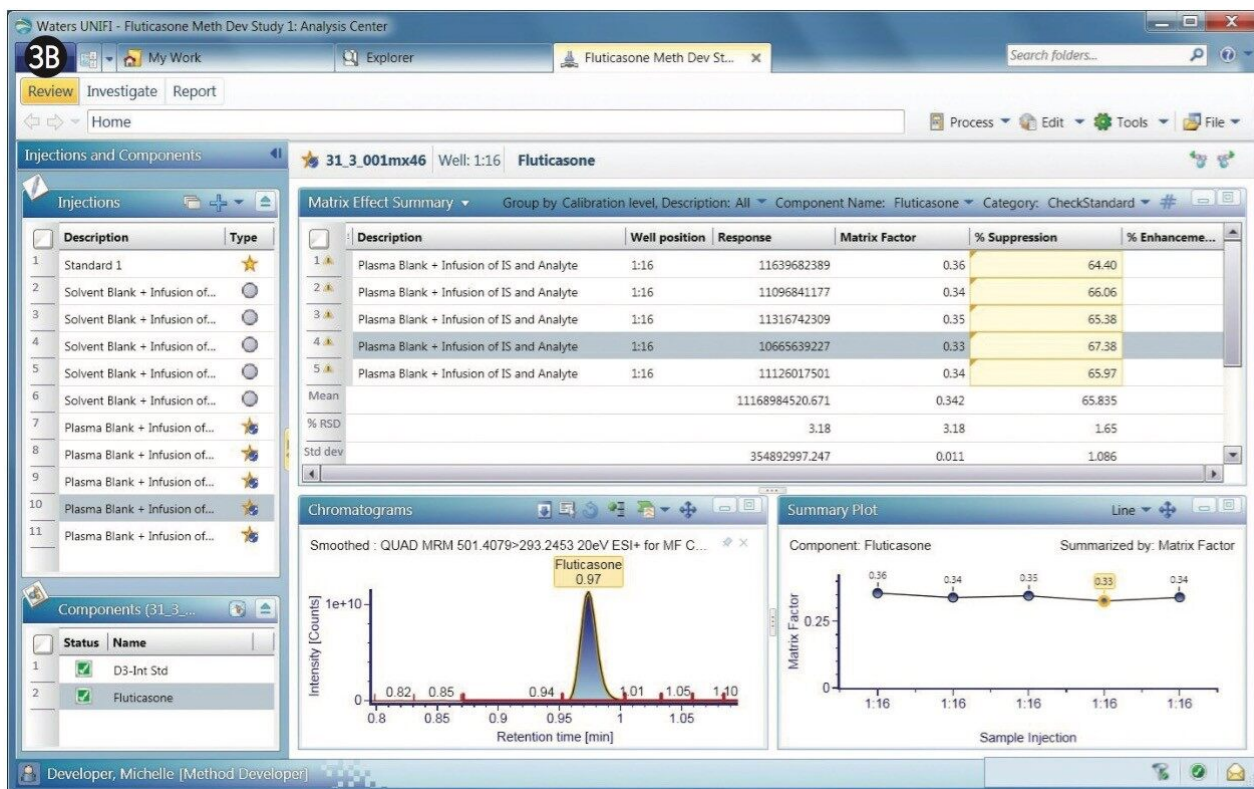 Waters UNIFI - Fluticasone Meth Dev Study 1: Analysis Center
3B
My Work
Explorer
Fluticasone Meth Dev St...
Search folders...
Review Investigate Report
Home
Process Edit Tools File
Injections and Components
31_3_001mx46 Well: 1:16 Fluticasone
Injections
Description Type
1 Standard 1
2 Solvent Blank + Infusion of...
3 Solvent Blank + Infusion of...
4 Solvent Blank + Infusion of...
5 Solvent Blank + Infusion of...
6 Solvent Blank + Infusion of...
7 Plasma Blank + Infusion of...
8 Plasma Blank + Infusion of...
9 Plasma Blank + Infusion of...
10 Plasma Blank + Infusion of...
11 Plasma Blank + Infusion of...
Components (31_3_...
Status Name
1 D3-Int Std
2 Fluticasone
Matrix Effect Summary Group by Calibration level, Description: All Component Name: Fluticasone Category: CheckStandard
Description Well position Response Matrix Factor % Suppression % Enhanceme...
1 Plasma Blank + Infusion of IS and Analyte 1:16 11639682389 0.36 64.40
2 Plasma Blank + Infusion of IS and Analyte 1:16 11096841177 0.34 66.06
3 Plasma Blank + Infusion of IS and Analyte 1:16 11316742309 0.35 65.38
4 Plasma Blank + Infusion of IS and Analyte 1:16 10665639227 0.33 67.38
5 Plasma Blank + Infusion of IS and Analyte 1:16 11126017501 0.34 65.97
Mean 11168984520.671 0.342 65.835
% RSD 3.18 3.18 1.65
Std dev 354892997.247 0.011 1.086
Chromatograms
Smoothed : QUAD MRM 501.4079>293.2453 20eV ESI+ for MF C...
Fluticasone
0.97
1e+10
Intensity [Counts]
0
0.82 0.85 0.94 1.01 1.05 1.10
0.8 0.85 0.9 0.95 1 1.05
Retention time [min]
Summary Plot Line
Component: Fluticasone Summarized by: Matrix Factor
0.36 0.34 0.35 0.33 0.34
Matrix Factor
0.25
0
1:16 1:16 1:16 1:16 1:16
Sample Injection
Developer, Michelle [Method Developer]